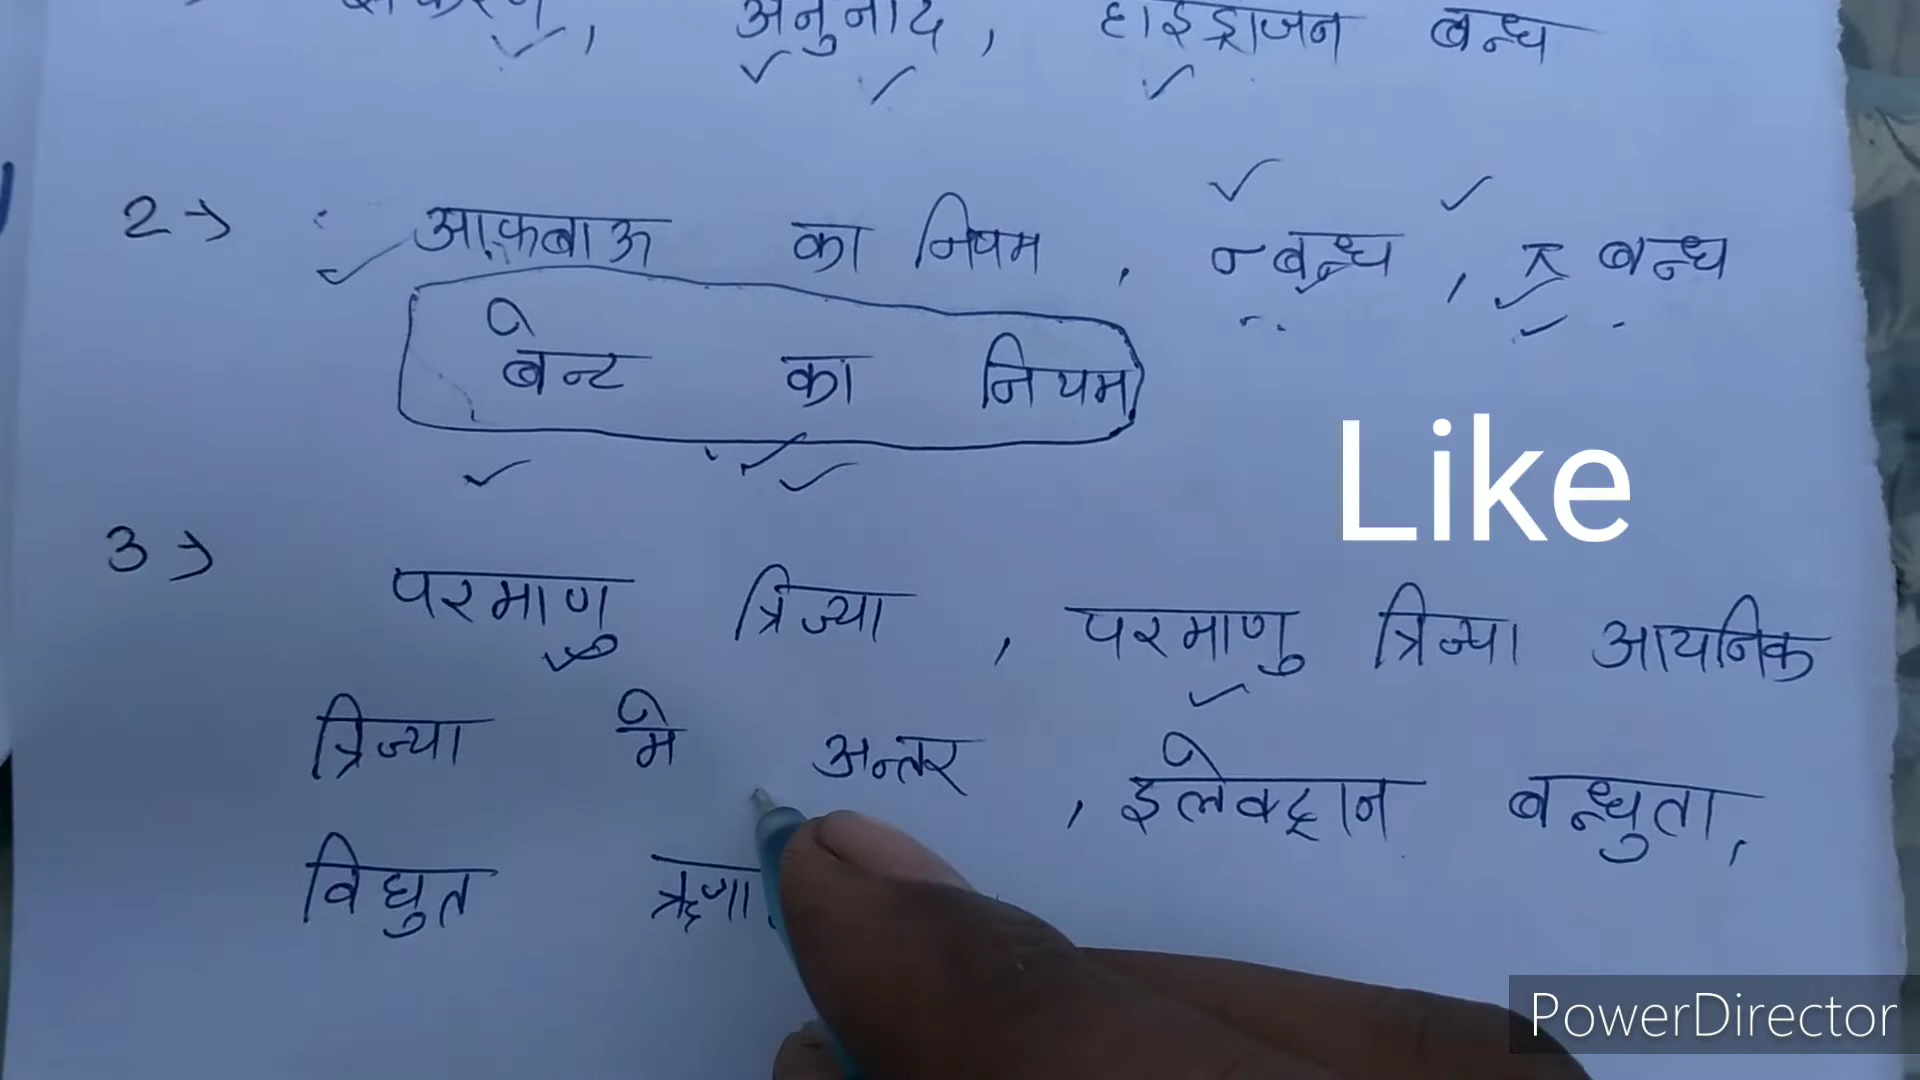 अनुनाद, हाइड्रोजन बन्ध
2→ आफबाऊ का नियम, σ बन्ध, π बन्ध
बेन्ट का नियम
Like
3→ परमाणु त्रिज्या, परमाणु त्रिज्या आयनिक
त्रिज्या मे अन्तर, इलेक्ट्रान बन्धुता,
विधुत ऋणा
PowerDirector